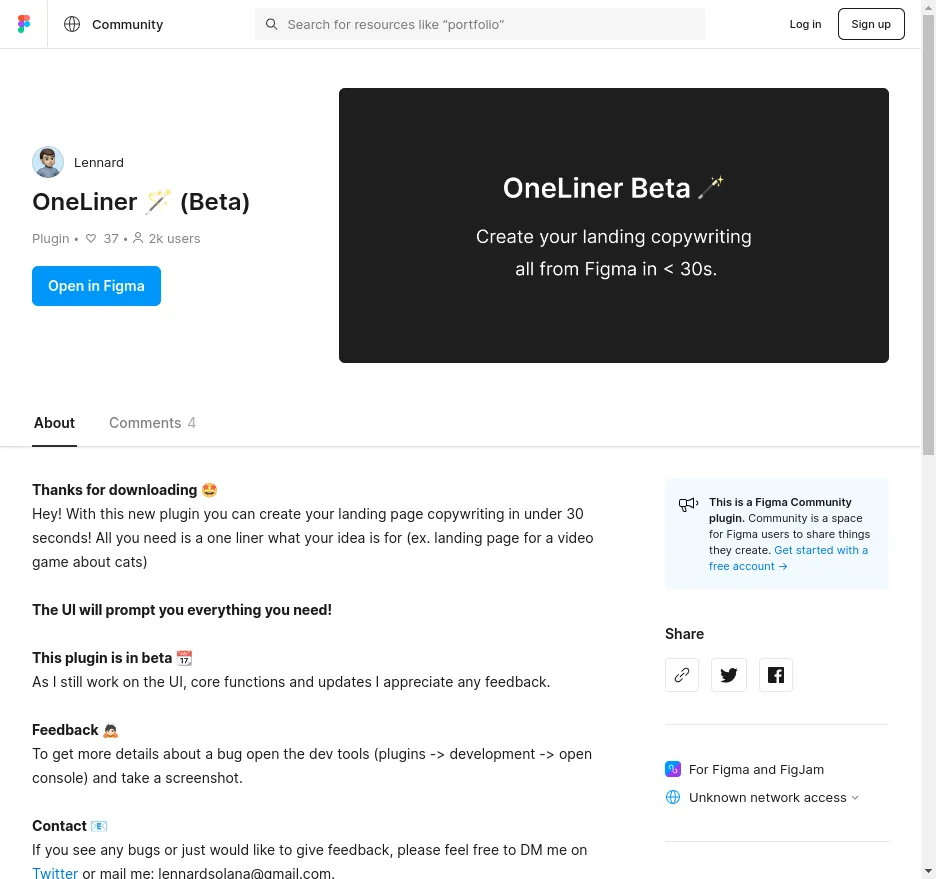 Community
Search for resources like “portfolio”
Log in
Sign up
Lennard
OneLiner 🪄 (Beta)
Plugin • 37 • 2k users
Open in Figma
OneLiner Beta 🪄
Create your landing copywriting
all from Figma in < 30s.
About
Comments 4
Thanks for downloading 🤩
Hey! With this new plugin you can create your landing page copywriting in under 30
seconds! All you need is a one liner what your idea is for (ex. landing page for a video
game about cats)
The UI will prompt you everything you need!
This plugin is in beta 📆
As I still work on the UI, core functions and updates I appreciate any feedback.
Feedback 🙇🏻
To get more details about a bug open the dev tools (plugins -> development -> open
console) and take a screenshot.
Contact 📧
If you see any bugs or just would like to give feedback, please feel free to DM me on
Twitter or mail me: lennardsolana@gmail.com.
This is a Figma Community
plugin. Community is a space
for Figma users to share things
they create. Get started with a
free account →
Share
For Figma and FigJam
Unknown network access